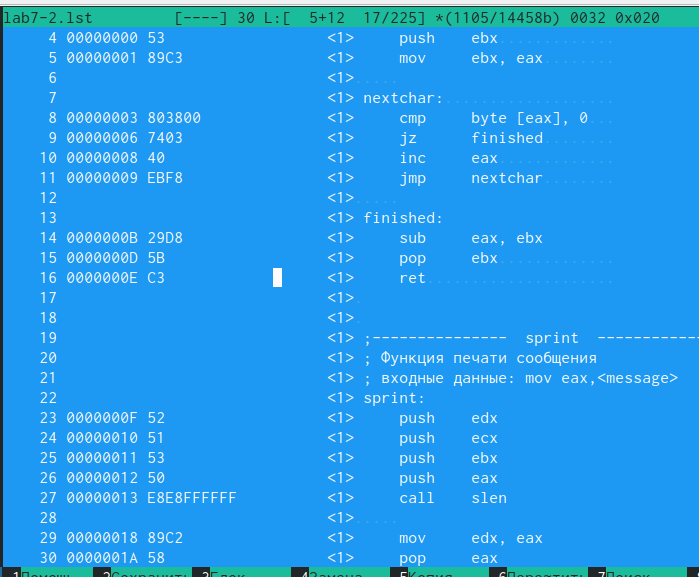 lab7-2.lst [----] 30 L:[ 5+12 17/225] *(1105/14458b) 0032 0x020
4 00000000 53 <1> push ebx
5 00000001 89C3 <1> mov ebx, eax
6 <1>
7 <1> nextchar:
8 00000003 803800 <1> cmp byte [eax], 0
9 00000006 7403 <1> jz finished
10 00000008 40 <1> inc eax
11 00000009 EBF8 <1> jmp nextchar
12 <1>
13 <1> finished:
14 0000000B 29D8 <1> sub eax, ebx
15 0000000D 5B <1> pop ebx
16 0000000E C3 <1> ret
17 <1>
18 <1>
19 <1> ;--------------- sprint -----------
20 <1> ; Функция печати сообщения
21 <1> ; входные данные: mov eax,<message>
22 <1> sprint:
23 0000000F 52 <1> push edx
24 00000010 51 <1> push ecx
25 00000011 53 <1> push ebx
26 00000012 50 <1> push eax
27 00000013 E8E8FFFFFF <1> call slen
28 <1>
29 00000018 89C2 <1> mov edx, eax
30 0000001A 58 <1> pop eax